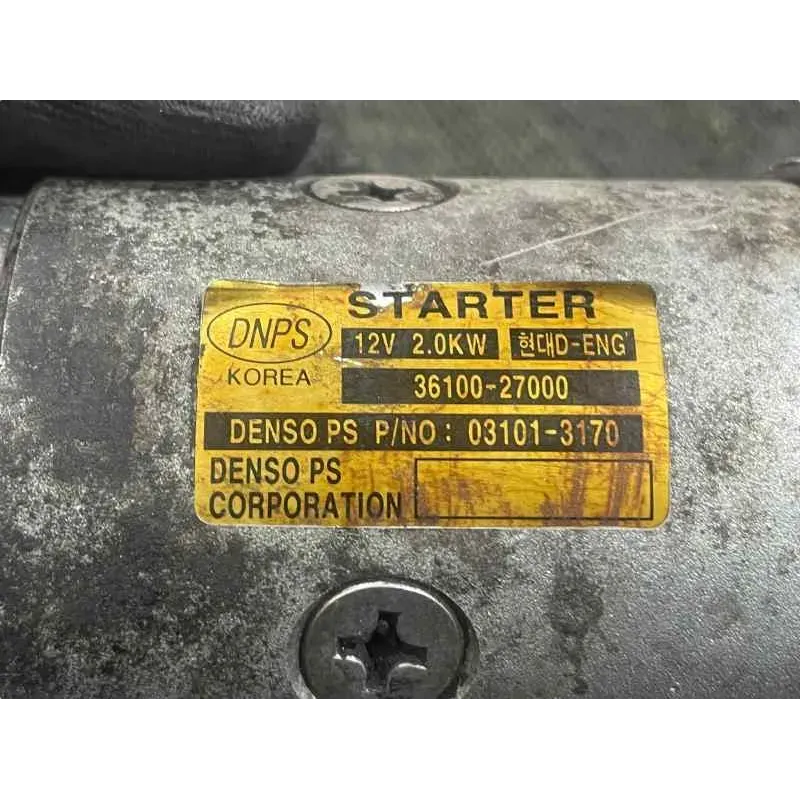 STARTER
DNPS
KOREA
12V 2.0KW 현대D-ENG'
36100-27000
DENSO PS P/NO: 03101-3170
DENSO PS
CORPORATION